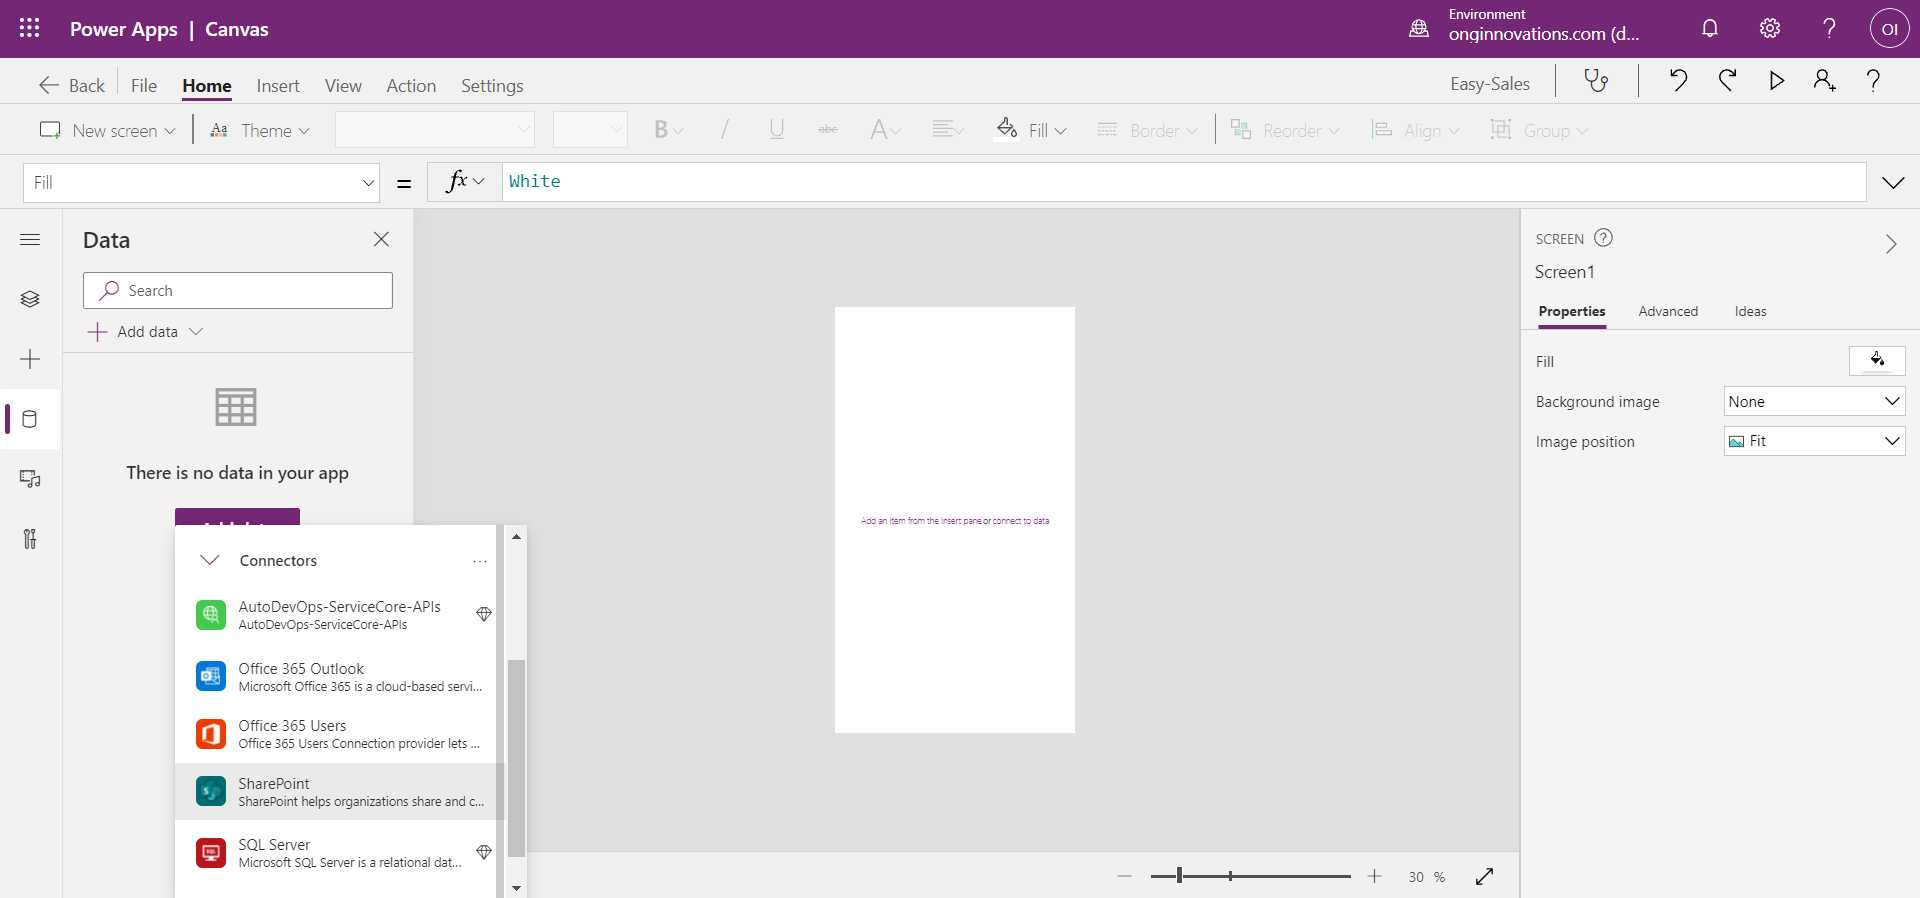 Power Apps | Canvas
Environment
onginnovations.com (d...
OI
Back File Home Insert View Action Settings
Easy-Sales
New screen Theme B / U abc A Fill Border Reorder Align Group
Fill = fx White
Data
Search
Add data
There is no data in your app
Connectors
AutoDevOps-ServiceCore-APIs
AutoDevOps-ServiceCore-APIs
Office 365 Outlook
Microsoft Office 365 is a cloud-based servi...
Office 365 Users
Office 365 Users Connection provider lets ...
SharePoint
SharePoint helps organizations share and c...
SQL Server
Microsoft SQL Server is a relational dat...
Add an item from the Insert pane or connect to data
30 %
SCREEN
Screen1
Properties Advanced Ideas
Fill
Background image None
Image position Fit